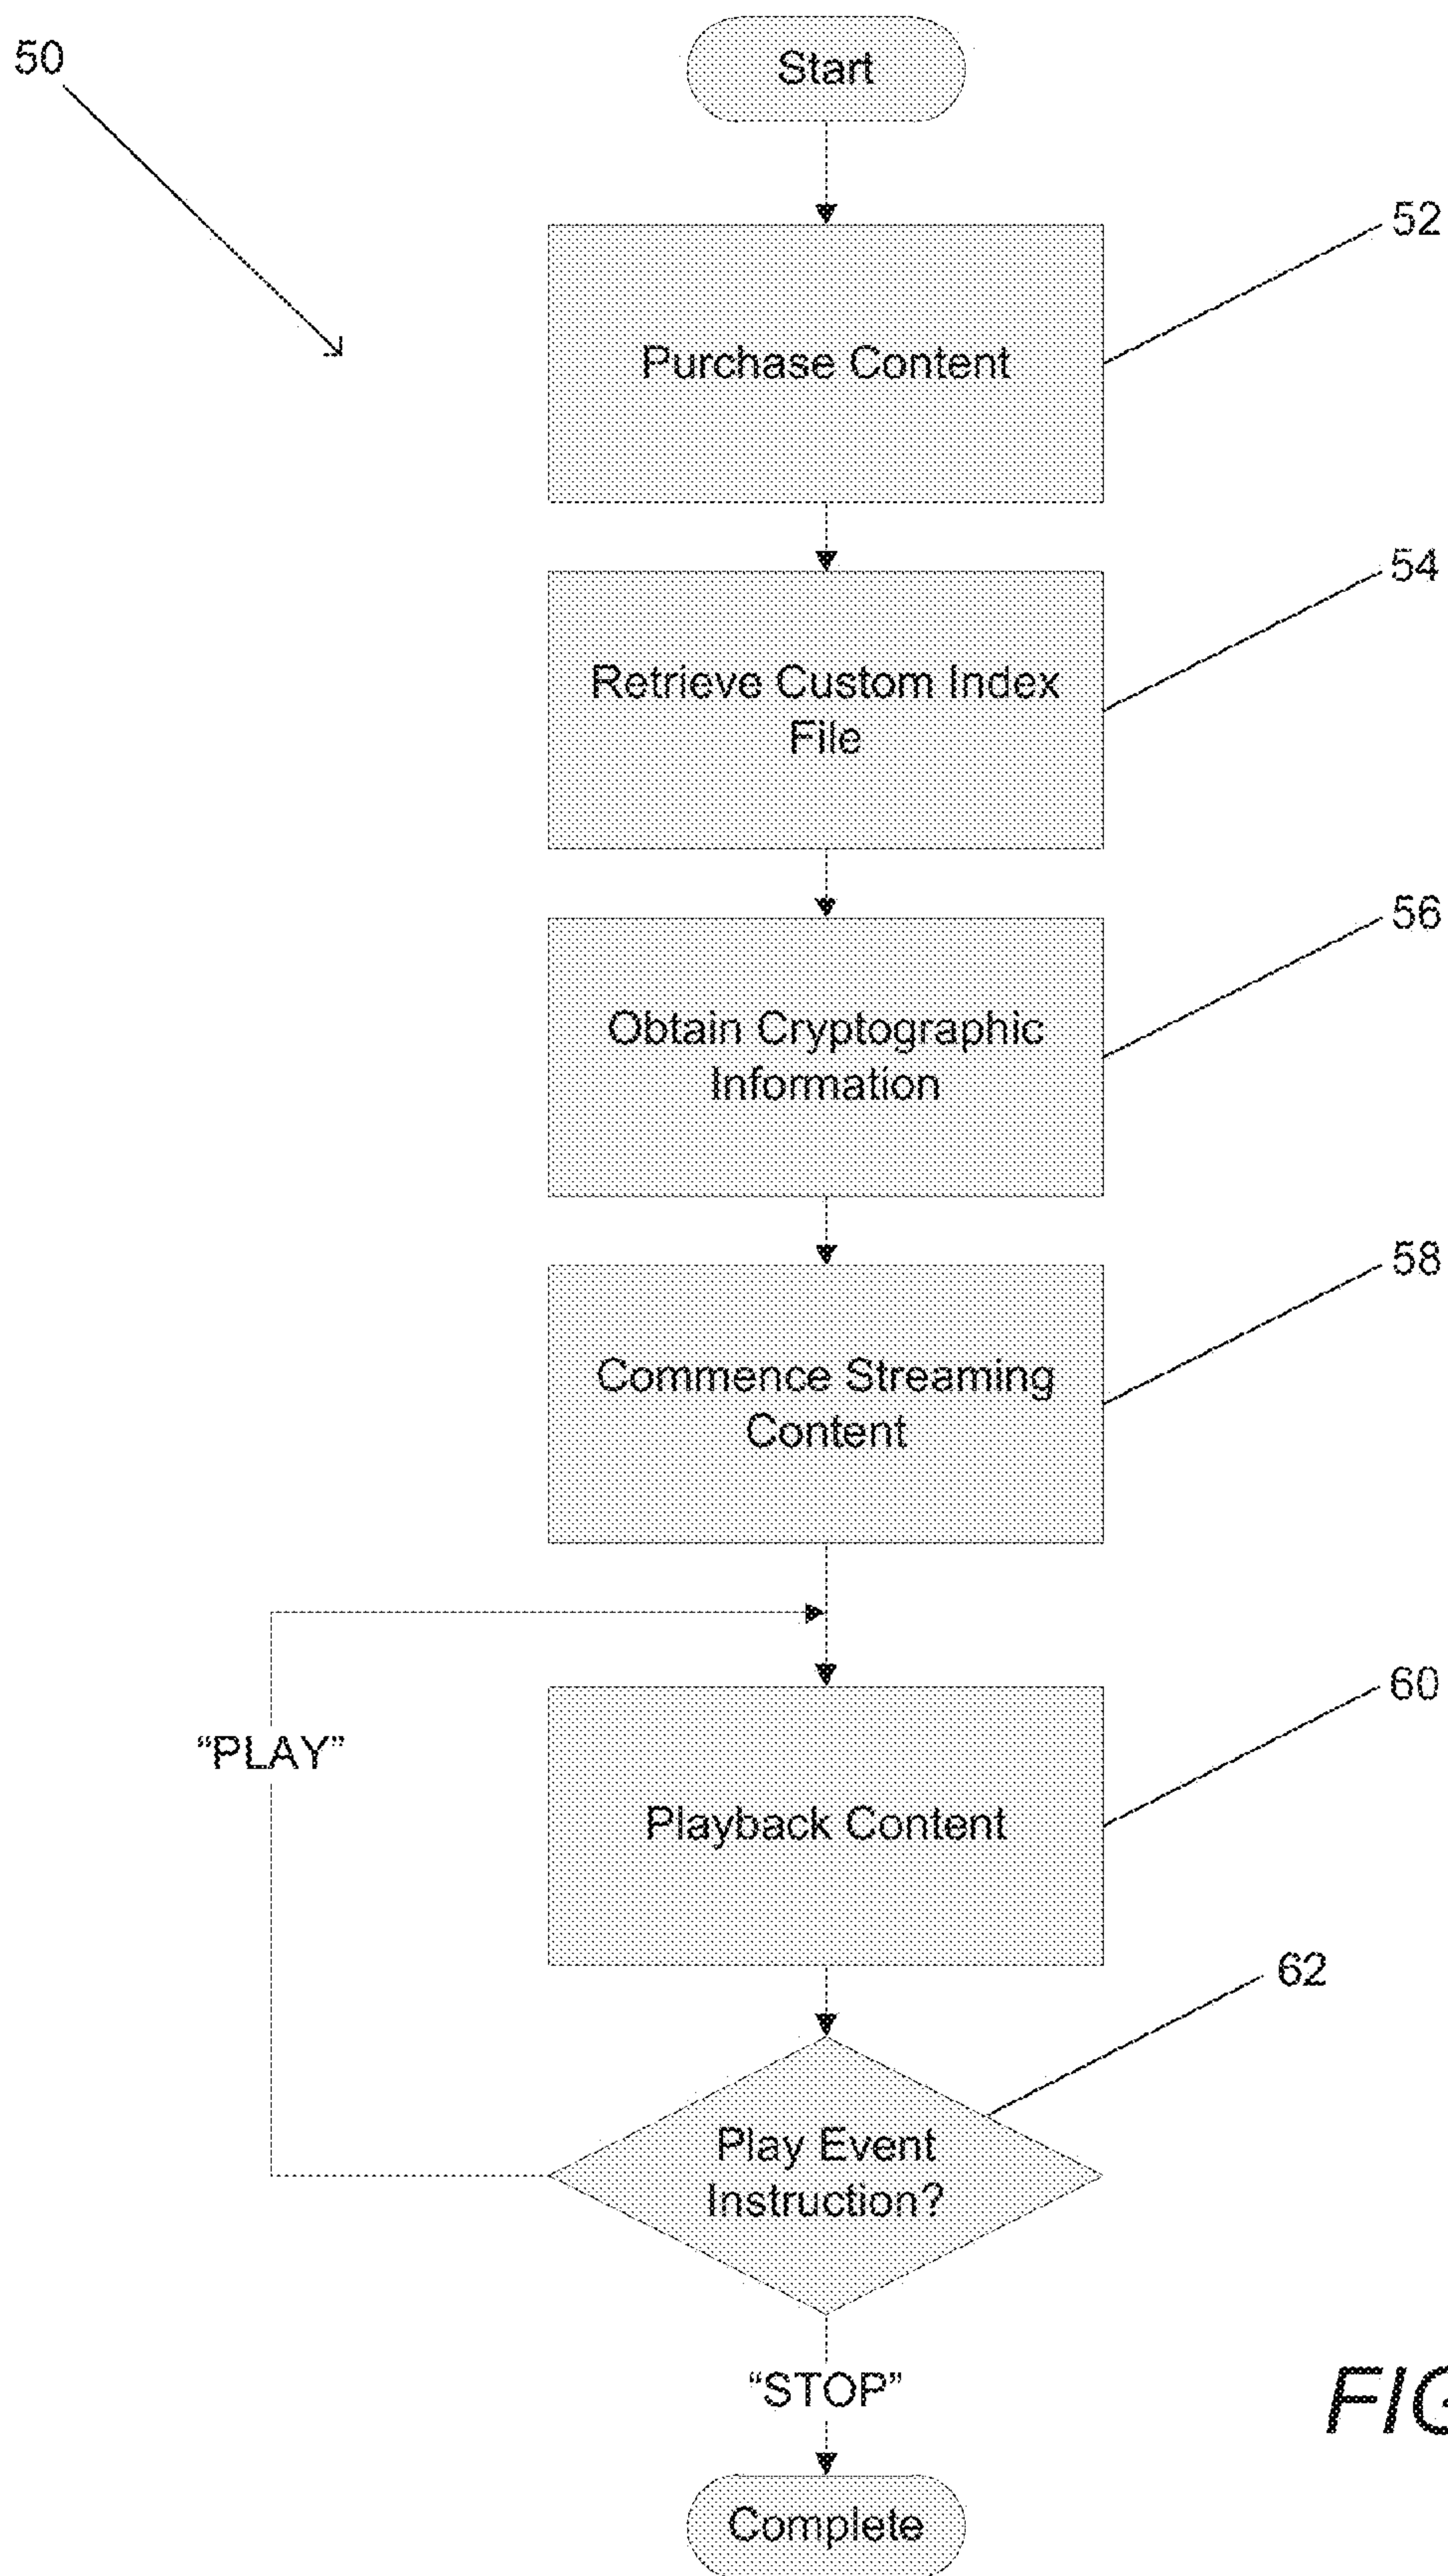 50
Start
52
Purchase Content
54
Retrieve Custom Index
File
56
Obtain Cryptographic
Information
58
Commence Streaming
Content
60
“PLAY”
Playback Content
62
Play Event
Instruction?
“STOP”
FIG
Complete